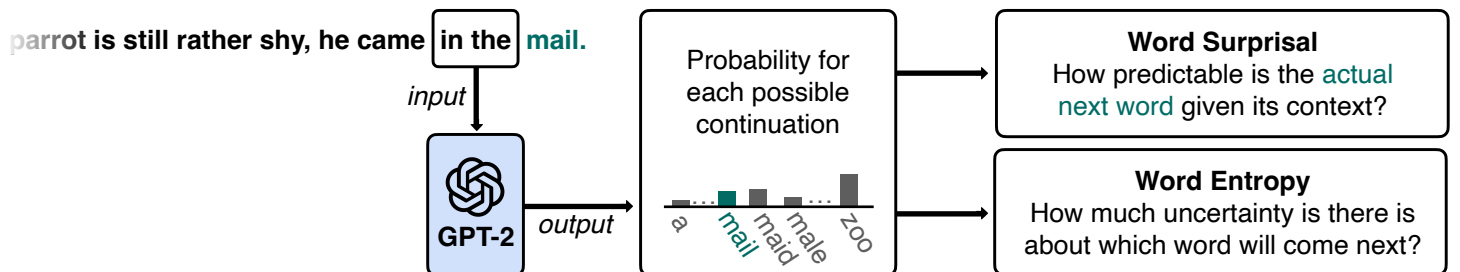 parrot is still rather shy, he came in the mail.
input
GPT-2
output
Probability for
each possible
continuation
a ... mail maid male ... zoo
Word Surprisal
How predictable is the actual
next word given its context?
Word Entropy
How much uncertainty is there is
about which word will come next?